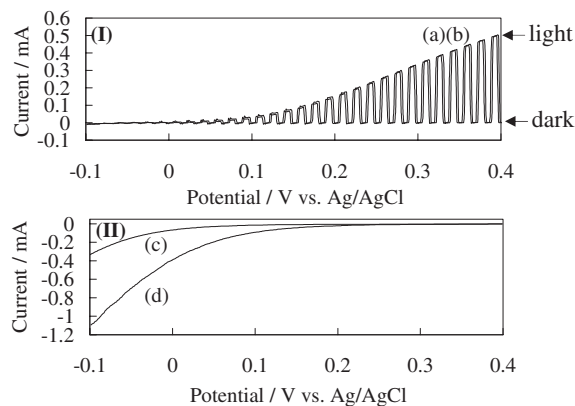 (I)
(a)(b)
light
dark
Current / mA
0.6
0.5
0.4
0.3
0.2
0.1
0
-0.1
-0.1 0 0.1 0.2 0.3 0.4
Potential / V vs. Ag/AgCl
(II)
(c)
(d)
Current / mA
0
-0.2
-0.4
-0.6
-0.8
-1
-1.2
-0.1 0 0.1 0.2 0.3 0.4
Potential / V vs. Ag/AgCl